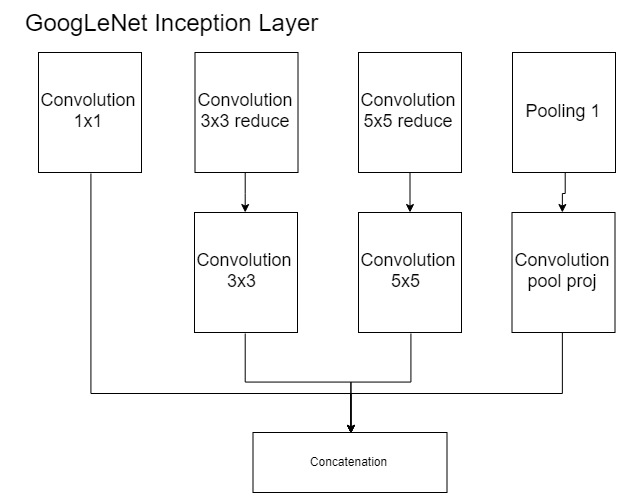 GoogLeNet Inception Layer
Convolution
1x1
Convolution
3x3 reduce
Convolution
5x5 reduce
Pooling 1
Convolution
3x3
Convolution
5x5
Convolution
pool proj
Concatenation